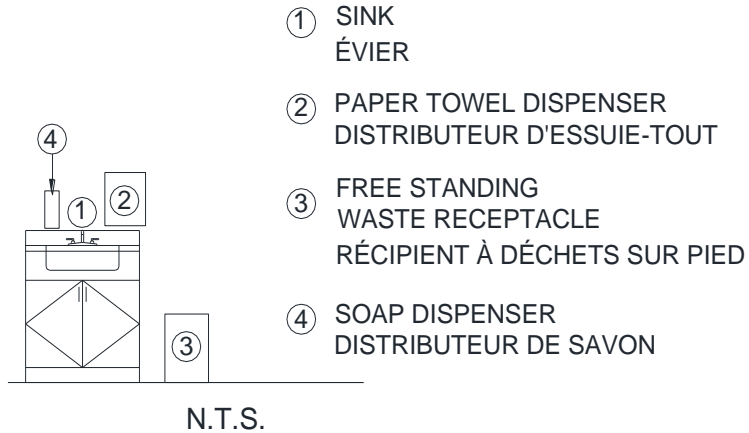 1 SINK
ÉVIER
2 PAPER TOWEL DISPENSER
DISTRIBUTEUR D'ESSUIE-TOUT
3 FREE STANDING
WASTE RECEPTACLE
RÉCIPIENT À DÉCHETS SUR PIED
4 SOAP DISPENSER
DISTRIBUTEUR DE SAVON
4
1
2
3
N.T.S.